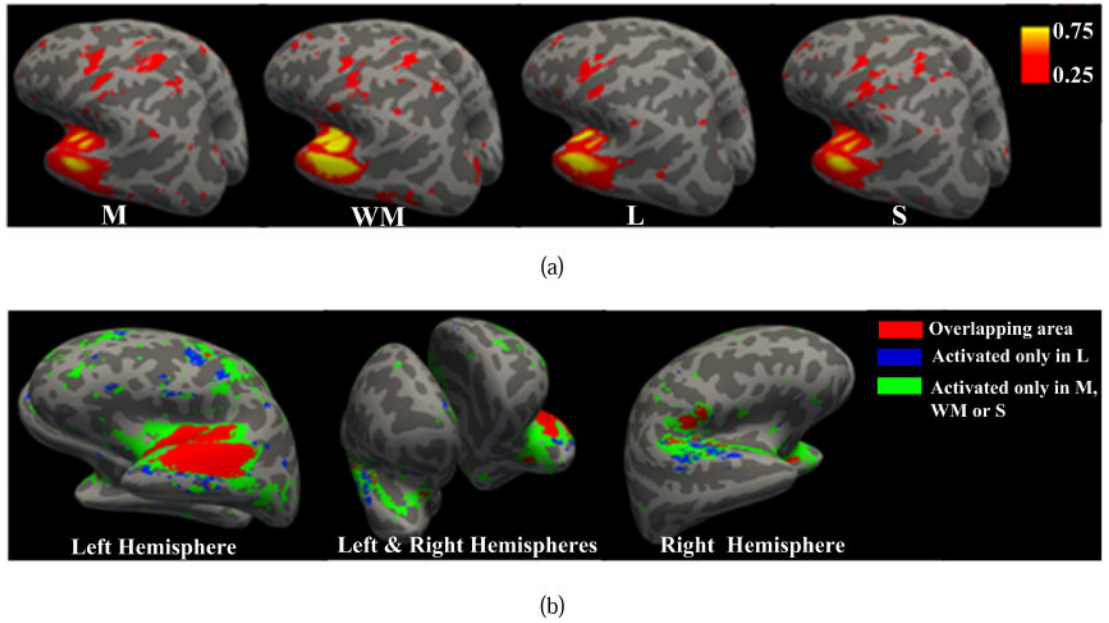 0.75
0.25
M WM L S
(a)
Overlapping area
Activated only in L
Activated only in M,
WM or S
Left Hemisphere Left & Right Hemispheres Right Hemisphere
(b)